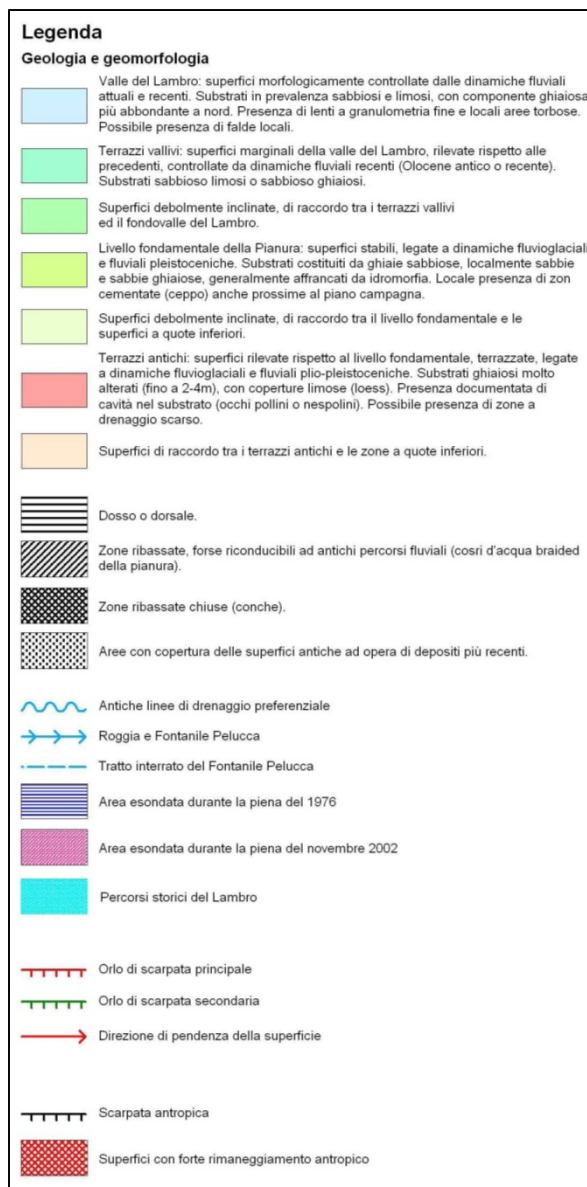 Legenda
Geologia e geomorfologia
Valle del Lambro: superfici morfologicamente controllate dalle dinamiche fluviali
attuali e recenti. Substrati in prevalenza sabbiosi e limosi, con componente ghiaiosa
più abbondante a nord. Presenza di lenti a granulometria fine e locali aree torbose.
Possibile presenza di falde locali.
Terrazzi vallivi: superfici marginali della valle del Lambro, rilevate rispetto alle
precedenti, controllate da dinamiche fluviali recenti (Olocene antico o recente).
Substrati sabbioso limosi o sabbioso ghiaiosi.
Superfici debolmente inclinate, di raccordo tra i terrazzi vallivi
ed il fondovalle del Lambro.
Livello fondamentale della Pianura: superfici stabili, legate a dinamiche fluvioglaciali
e fluviali pleistoceniche. Substrati costituiti da ghiaie sabbiose, localmente sabbie
e sabbie ghiaiose, generalmente affrancati da idromorfia. Locale presenza di zon
cementate (ceppo) anche prossime al piano campagna.
Superfici debolmente inclinate, di raccordo tra il livello fondamentale e le
superfici a quote inferiori.
Terrazzi antichi: superfici rilevate rispetto al livello fondamentale, terrazzate, legate
a dinamiche fluvioglaciali e fluviali plio-pleistoceniche. Substrati ghiaiosi molto
alterati (fino a 2-4m), con coperture limose (loess). Presenza documentata di
cavità nel substrato (occhi pollini o nespolini). Possibile presenza di zone a
drenaggio scarso.
Superfici di raccordo tra i terrazzi antichi e le zone a quote inferiori.
Dosso o dorsale.
Zone ribassate, forse riconducibili ad antichi percorsi fluviali (cosri d'acqua braided
della pianura).
Zone ribassate chiuse (conche).
Aree con copertura delle superfici antiche ad opera di depositi più recenti.
Antiche linee di drenaggio preferenziale
Roggia e Fontanile Pelucca
Tratto interrato del Fontanile Pelucca
Area esondata durante la piena del 1976
Area esondata durante la piena del novembre 2002
Percorsi storici del Lambro
Orlo di scarpata principale
Orlo di scarpata secondaria
Direzione di pendenza della superficie
Scarpata antropica
Superfici con forte rimaneggiamento antropico